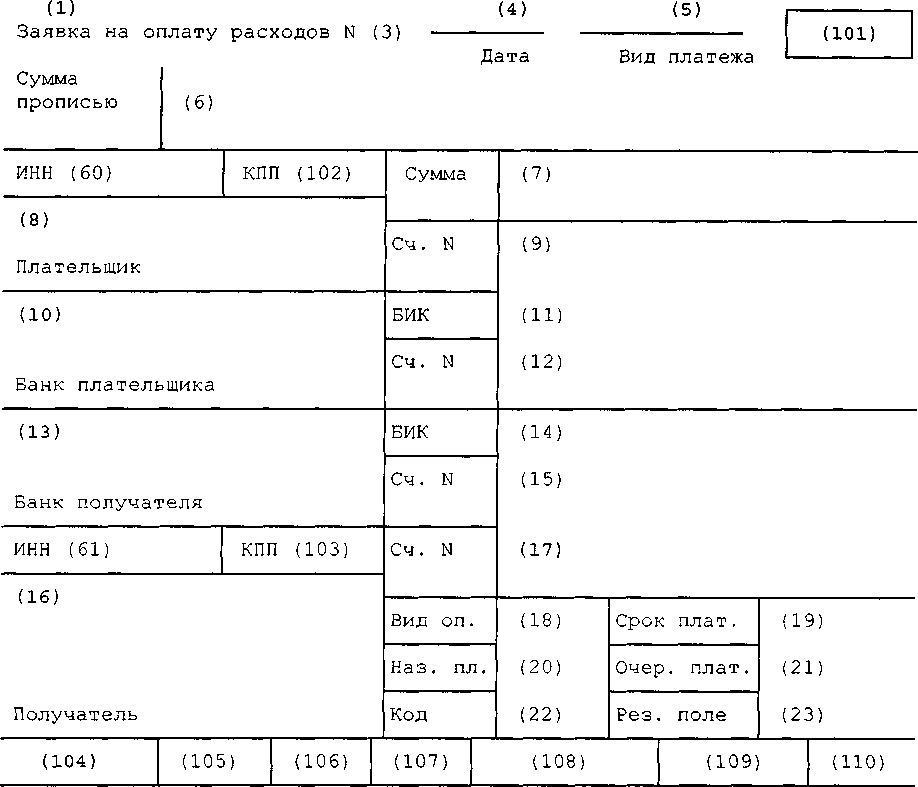 (1) (4) (5)
Заявка на оплату расходов N (3) (101)
Дата Вид платежа
Сумма
прописью (6)
ИНН (60) КПП (102) Сумма (7)
(8)
Сч. N (9)
Плательщик
(10) БИК (11)
Сч. N (12)
Банк плательщика
(13) БИК (14)
Сч. N (15)
Банк получателя
ИНН (61) КПП (103) Сч. N (17)
(16)
Вид оп. (18) Срок плат. (19)
Наз. пл. (20) Очер. плат. (21)
Получатель Код (22) Рез. поле (23)
(104) (105) (106) (107) (108) (109) (110)